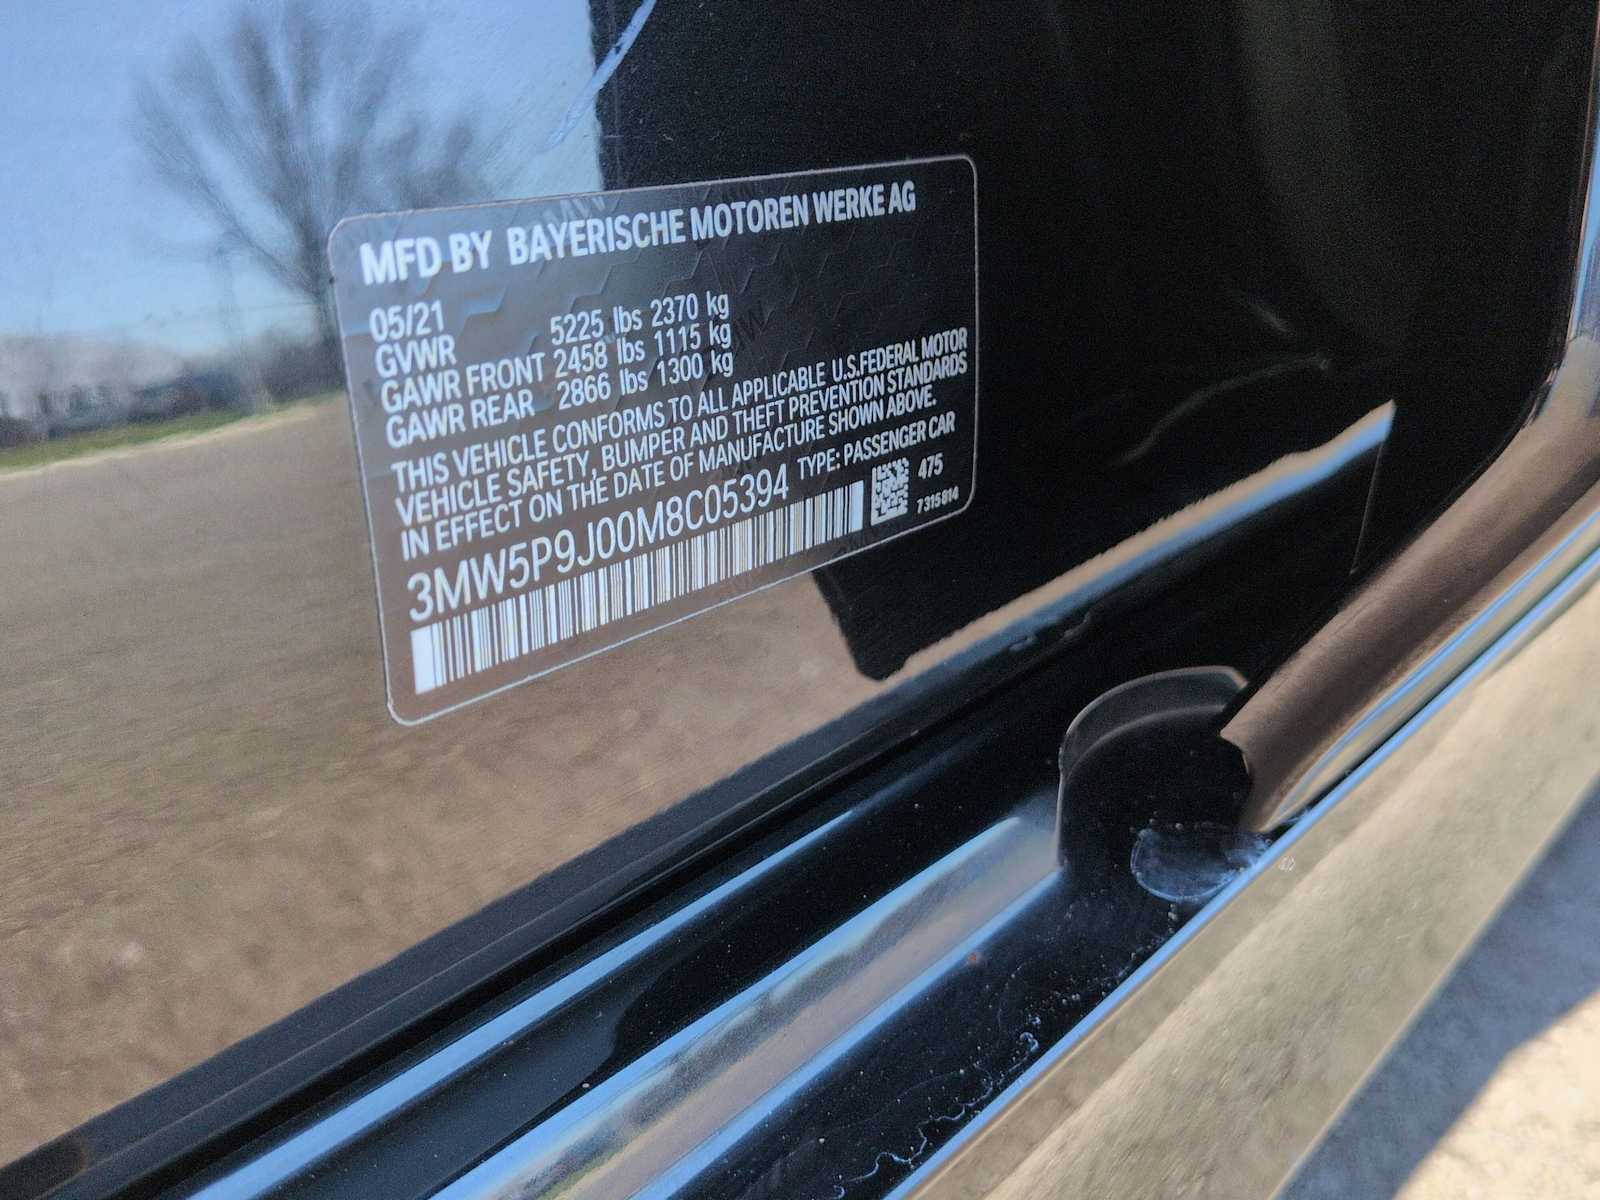 MFD BY BAYERISCHE MOTOREN WERKE AG
05/21
GVWR 5225 lbs 2370 kg
GAWR FRONT 2458 lbs 1115 kg
GAWR REAR 2866 lbs 1300 kg
THIS VEHICLE CONFORMS TO ALL APPLICABLE U.S.FEDERAL MOTOR
VEHICLE SAFETY, BUMPER AND THEFT PREVENTION STANDARDS
IN EFFECT ON THE DATE OF MANUFACTURE SHOWN ABOVE.
3MW5P9J00M8C05394 TYPE: PASSENGER CAR
475
7315814